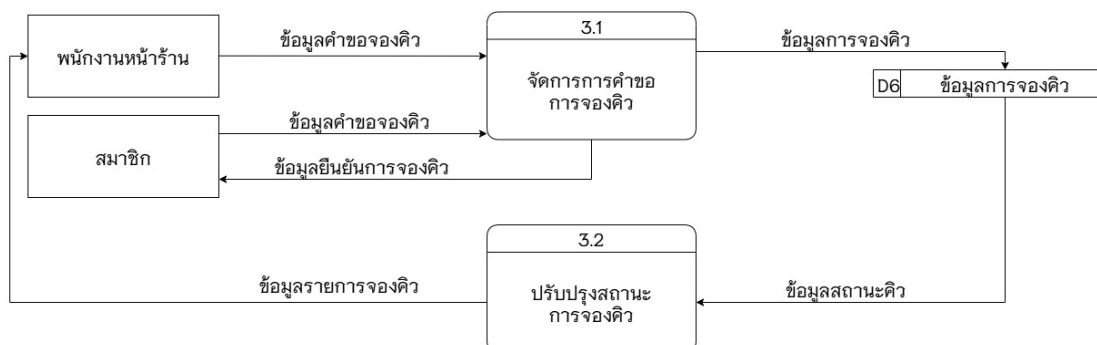 พนักงานหน้าร้าน
ข้อมูลคำขอจองคิว
3.1
จัดการการคำขอ
การจองคิว
ข้อมูลการจองคิว
D6
ข้อมูลการจองคิว
สมาชิก
ข้อมูลคำขอจองคิว
ข้อมูลยืนยันการจองคิว
3.2
ปรับปรุงสถานะ
การจองคิว
ข้อมูลรายการจองคิว
ข้อมูลสถานะคิว